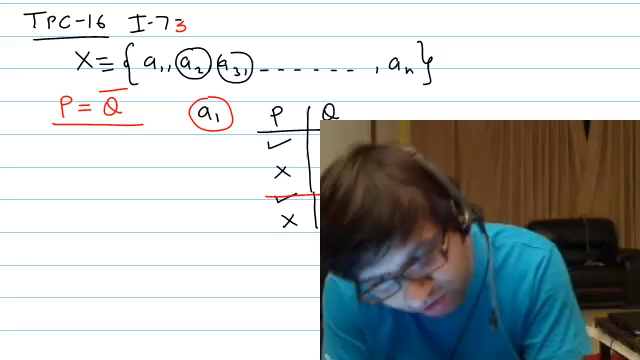 TPC-16 I-73
X = { a₁, a₂, a₃, ------- , aₙ}
P = Q̅ a₁ P | Q
✓
X
✓
X